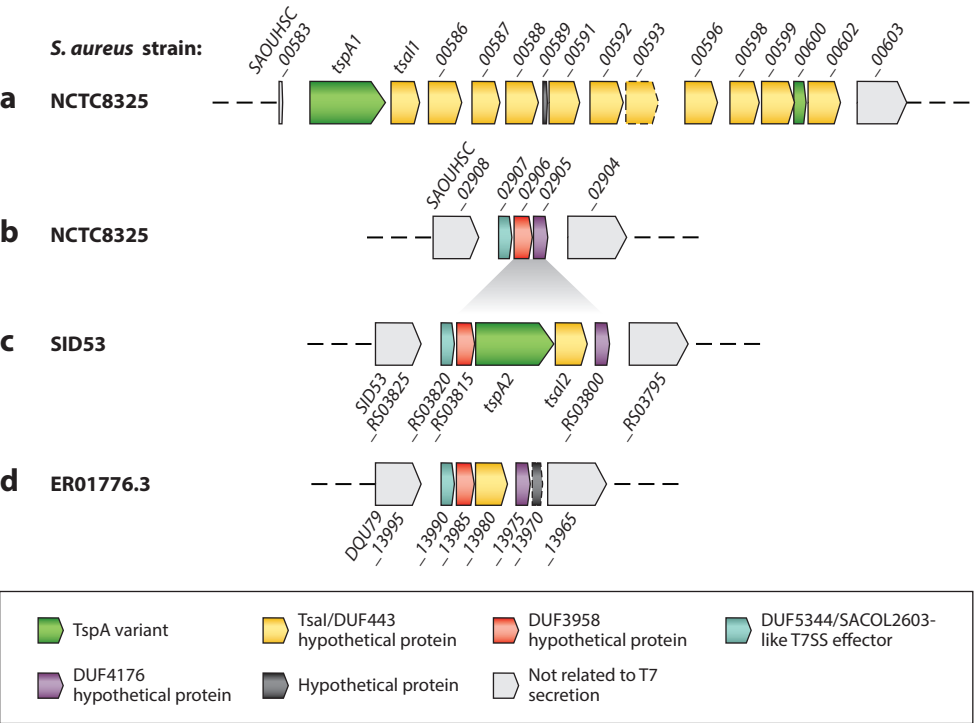 S. aureus strain:
SAOUHSC
_00583
tspA1
tsaI1
_00586
_00587
_00588
_00589
_00591
_00592
_00593
_00596
_00598
_00599
_00600
_00602
_00603
a NCTC8325
SAOUHSC
_02908
_02907
_02906
_02905
_02904
b NCTC8325
c SID53
SID53
_RS03825
_RS03820
_RS03815
tspA2
tsaI2
_RS03800
_RS03795
d ER01776.3
DQU79
_13995
_13990
_13985
_13980
_13975
_13970
_13965
TspA variant
TsaI/DUF443
hypothetical protein
DUF3958
hypothetical protein
DUF5344/SACOL2603-
like T7SS effector
DUF4176
hypothetical protein
Hypothetical protein
Not related to T7
secretion